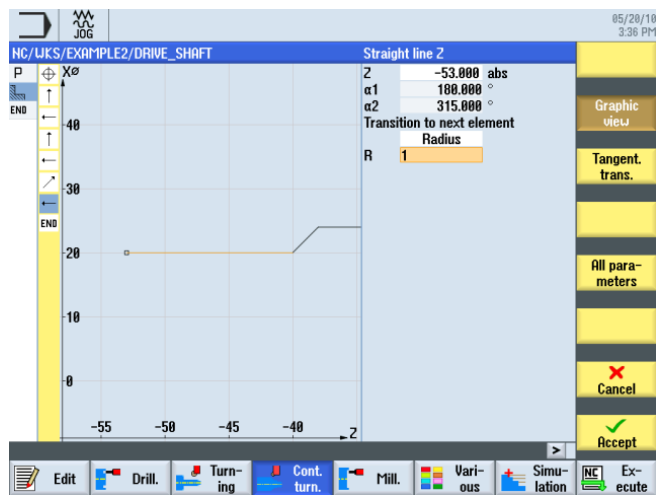 JOG
05/20/10
3:36 PM
NC/WKS/EXAMPLE2/DRIVE_SHAFT
Straight line Z
P
END
XØ
END
40
30
20
10
0
-55 -50 -45 -40 Z
Z -53.000 abs
α1 180.000 °
α2 315.000 °
Transition to next element
Radius
R 1
Graphic
view
Tangent.
trans.
All para-
meters
Cancel
Accept
>
Edit
Drill.
Turn-
ing
Cont.
turn.
Mill.
Vari-
ous
Simu-
lation
NC
Ex-
ecute